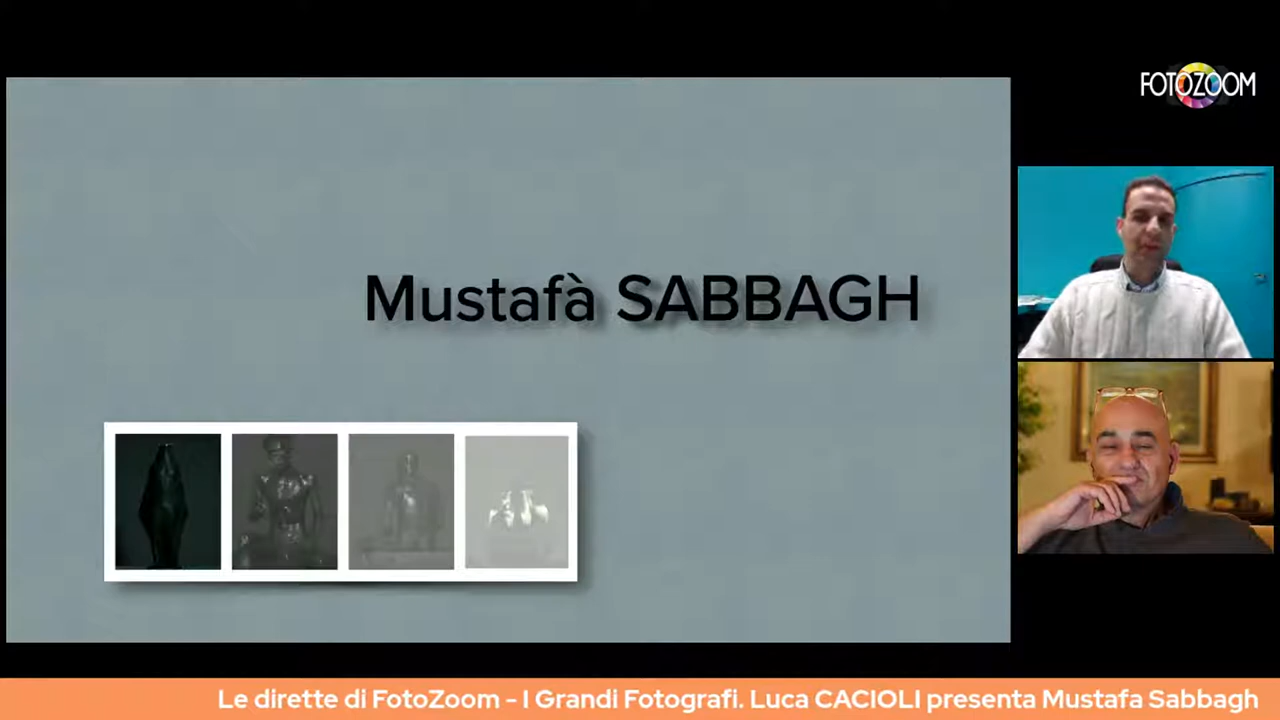 FOTOZOOM
Mustafà SABBAGH
Le dirette di FotoZoom - I Grandi Fotografi. Luca CACIOLI presenta Mustafa Sabbagh